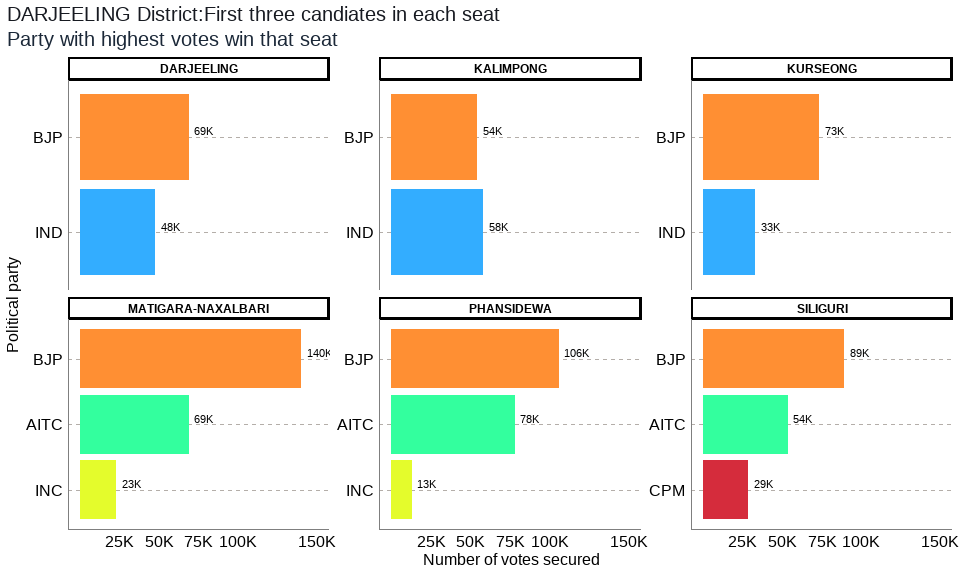 DARJEELING District:First three candiates in each seat
Party with highest votes win that seat
DARJEELING
KALIMPONG
KURSEONG
BJP
69K
BJP
54K
BJP
73K
IND
48K
IND
58K
IND
33K
Political party
MATIGARA-NAXALBARI
PHANSIDEWA
SILIGURI
BJP
140K
BJP
106K
BJP
89K
AITC
69K
AITC
78K
AITC
54K
INC
23K
INC
13K
CPM
29K
25K 50K 75K 100K 150K
25K 50K 75K 100K 150K
25K 50K 75K 100K 150K
Number of votes secured